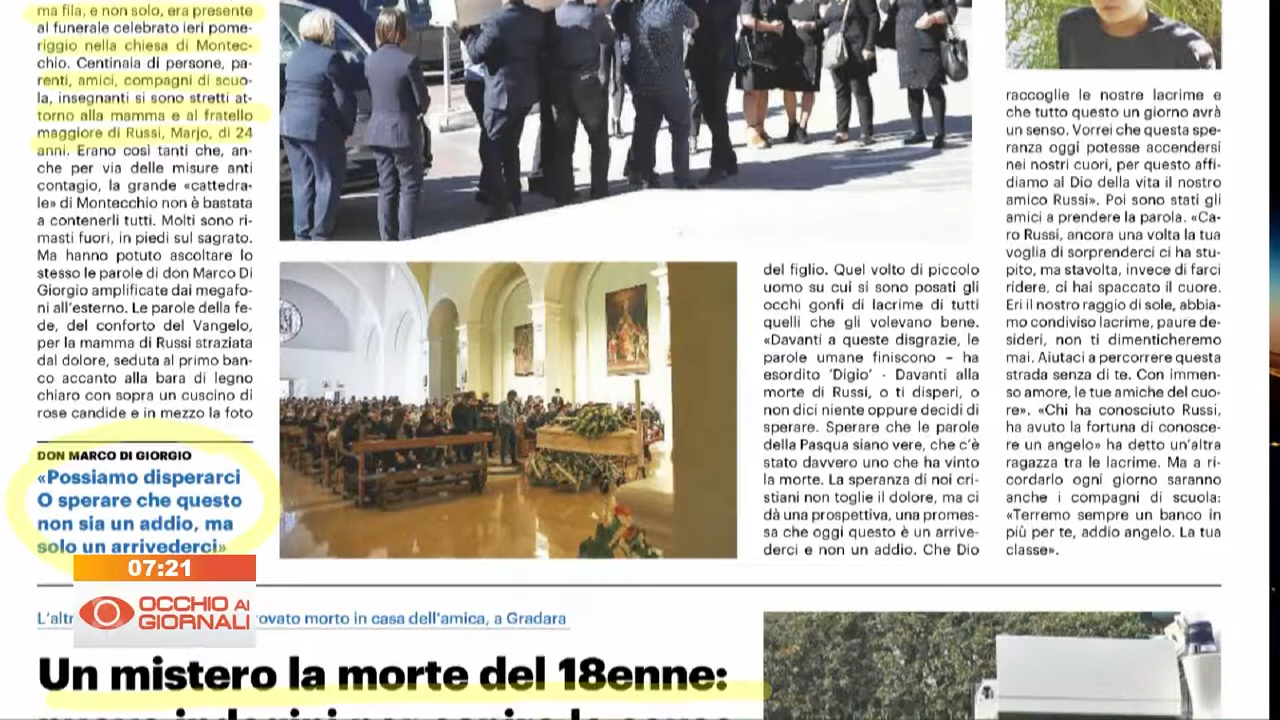 ma fila, e non solo, era presente
al funerale celebrato ieri pome-
riggio nella chiesa di Montec-
chio. Centinaia di persone, pa-
renti, amici, compagni di scuo-
la, insegnanti si sono stretti at-
torno alla mamma e al fratello
maggiore di Russi, Marjo, di 24
anni. Erano così tanti che, an-
che per via delle misure anti
contagio, la grande «cattedra-
le» di Montecchio non è bastata
a contenerli tutti. Molti sono ri-
masti fuori, in piedi sul sagrato.
Ma hanno potuto ascoltare lo
stesso le parole di don Marco Di
Giorgio amplificate dai megafo-
ni all'esterno. Le parole della fe-
de, del conforto del Vangelo,
per la mamma di Russi straziata
dal dolore, seduta al primo ban-
co accanto alla bara di legno
chiaro con sopra un cuscino di
rose candide e in mezzo la foto
DON MARCO DI GIORGIO
«Possiamo disperarci
O sperare che questo
non sia un addio, ma
solo un arrivederci»
del figlio. Quel volto di piccolo
uomo su cui si sono posati gli
occhi gonfi di lacrime di tutti
quelli che gli volevano bene.
«Davanti a queste disgrazie, le
parole umane finiscono – ha
esordito 'Digio' - Davanti alla
morte di Russi, o ti disperi, o
non dici niente oppure decidi di
sperare. Sperare che le parole
della Pasqua siano vere, che c'è
stato davvero uno che ha vinto
la morte. La speranza di noi cri-
stiani non toglie il dolore, ma ci
dà una prospettiva, una promes-
sa che oggi questo è un arrive-
derci e non un addio. Che Dio
raccoglie le nostre lacrime e
che tutto questo un giorno avrà
un senso. Vorrei che questa spe-
ranza oggi potesse accendersi
nei nostri cuori, per questo affi-
diamo al Dio della vita il nostro
amico Russi». Poi sono stati gli
amici a prendere la parola. «Ca-
ro Russi, ancora una volta la tua
voglia di sorprenderci ci ha stu-
pito, ma stavolta, invece di farci
ridere, ci hai spaccato il cuore.
Eri il nostro raggio di sole, abbia-
mo condiviso lacrime, paure de-
sideri, non ti dimenticheremo
mai. Aiutaci a percorrere questa
strada senza di te. Con immen-
so amore, le tue amiche del cuo-
re». «Chi ha conosciuto Russi,
ha avuto la fortuna di conosce-
re un angelo» ha detto un'altra
ragazza tra le lacrime. Ma a ri-
cordarlo ogni giorno saranno
anche i compagni di scuola:
«Terremo sempre un banco in
più per te, addio angelo. La tua
classe».
07:21
OCCHIO AI
GIORNALI
L'altr ovato morto in casa dell'amica, a Gradara
Un mistero la morte del 18enne: